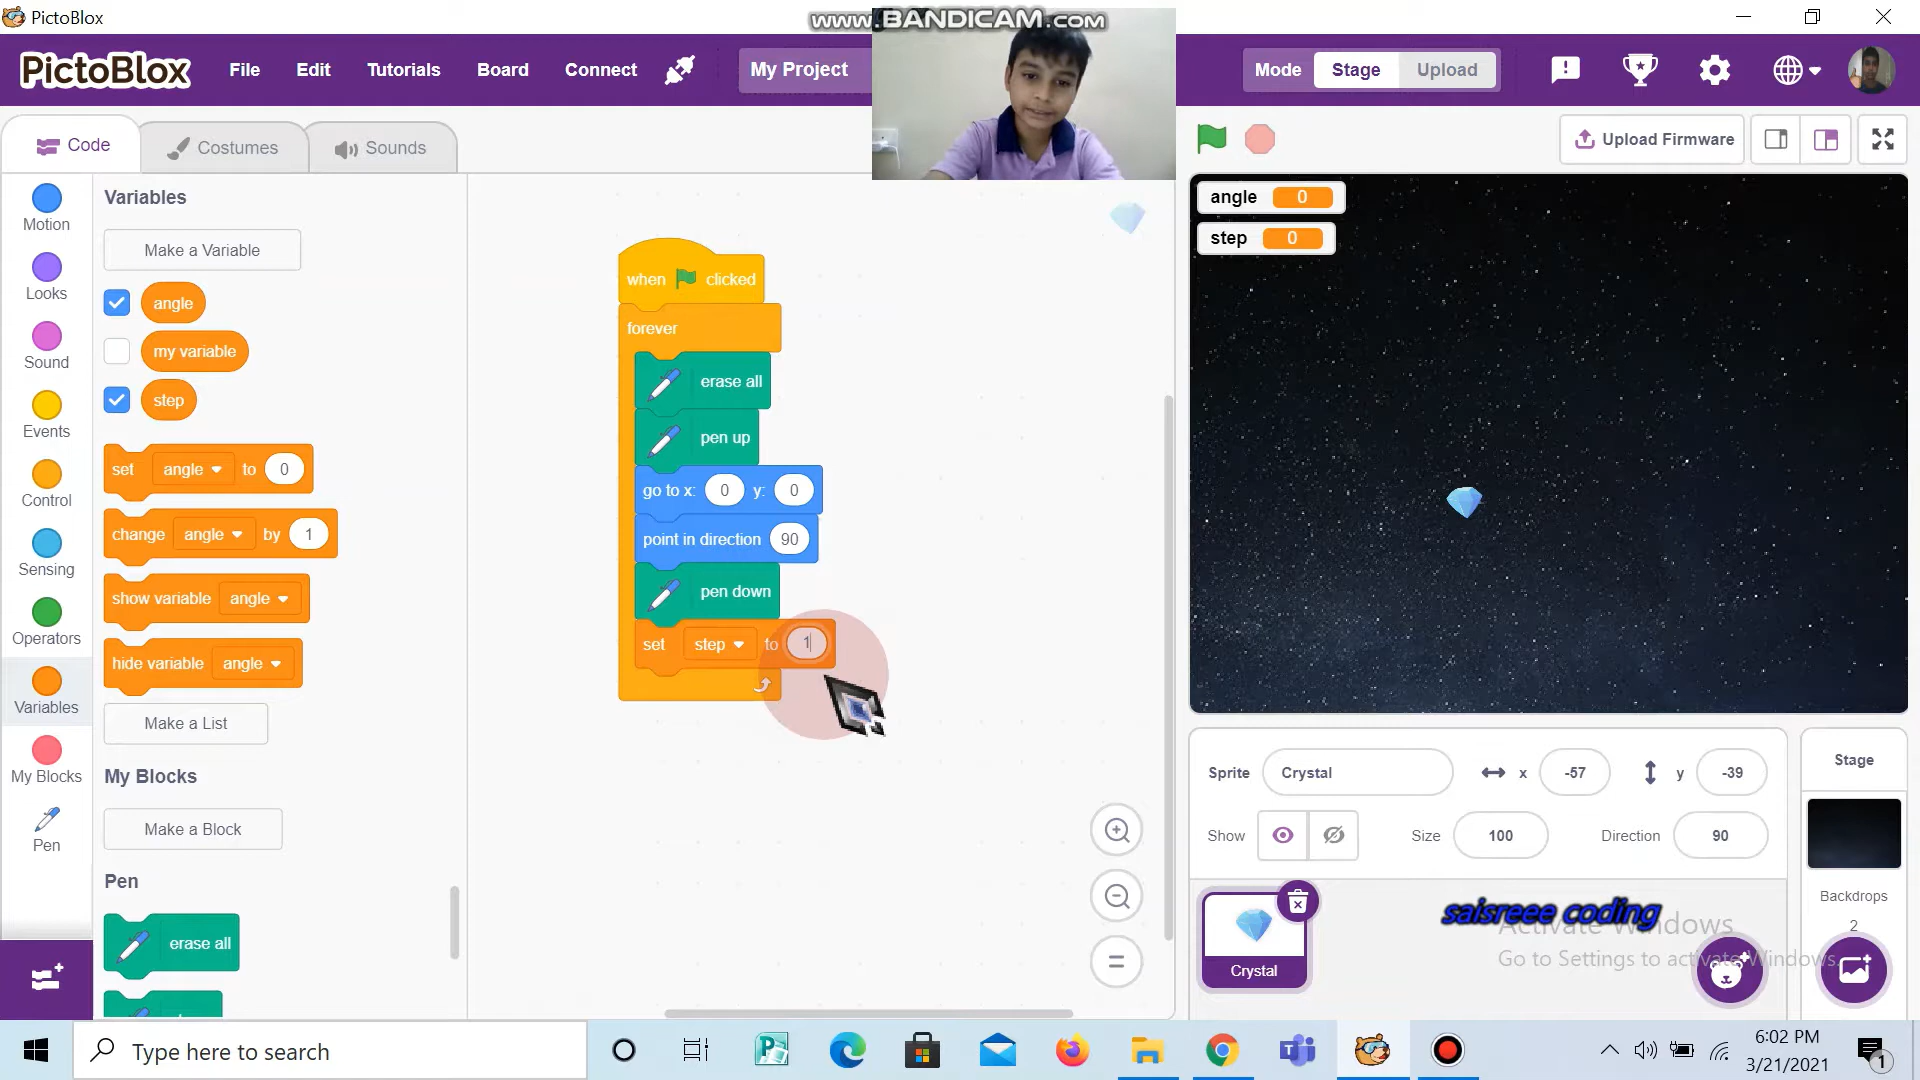 PictoBlox
www.BANDICAM.com
PictoBlox
File
Edit
Tutorials
Board
Connect
My Project
Mode
Stage
Upload
Code
Costumes
Sounds
Upload Firmware
Motion
Looks
Sound
Events
Control
Sensing
Operators
Variables
My Blocks
Pen
Variables
Make a Variable
angle
my variable
step
set angle to 0
change angle by 1
show variable angle
hide variable angle
Make a List
My Blocks
Make a Block
Pen
erase all
when clicked
forever
erase all
pen up
go to x: 0 y: 0
point in direction 90
pen down
set step to 1
angle 0
step 0
Sprite
Crystal
x
-57
y
-39
Show
Size
100
Direction
90
Crystal
Stage
Backdrops
2
saisreee coding
Activate Windows
Go to Settings to activate Windows.
Type here to search
6:02 PM
3/21/2021
1